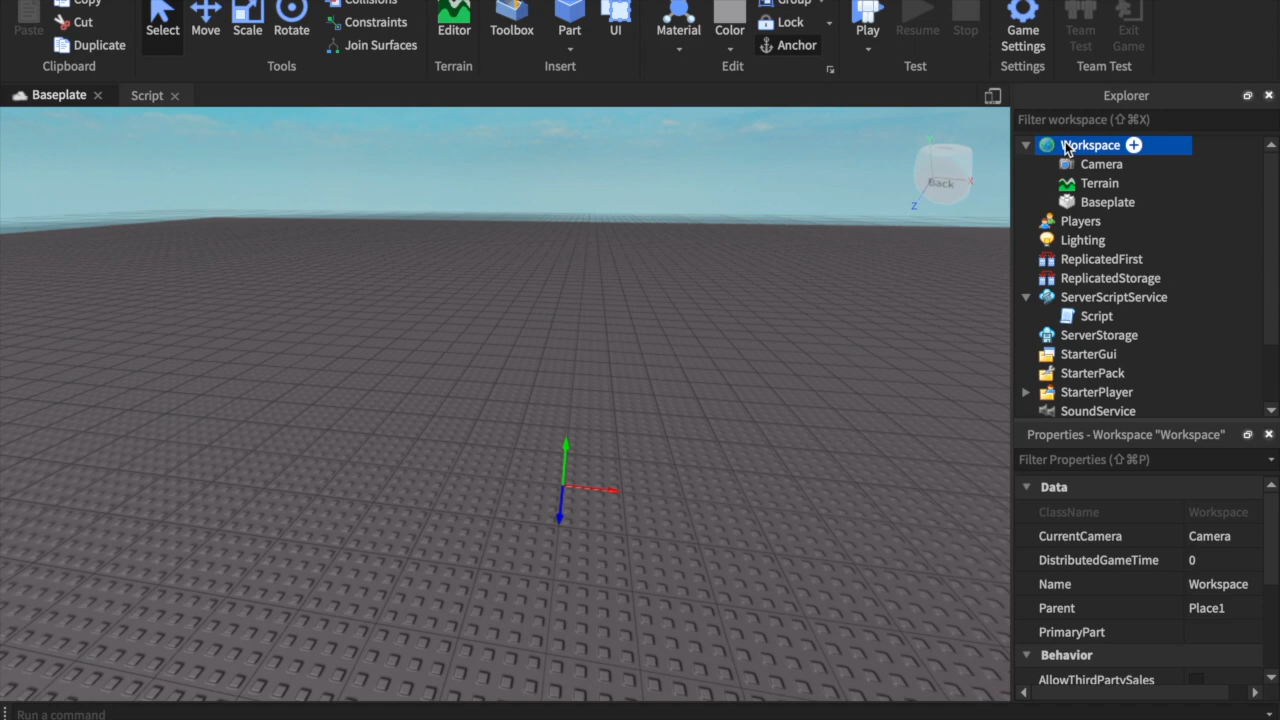 Copy
Collisions
Group
Paste
Cut
Duplicate
Select
Move
Scale
Rotate
Constraints
Join Surfaces
Editor
Toolbox
Part
UI
Material
Color
Lock
Anchor
Play
Resume
Stop
Game
Settings
Team
Test
Exit
Game
Clipboard
Tools
Terrain
Insert
Edit
Test
Settings
Team Test
Baseplate
Script
Explorer
Filter workspace (⇧⌘X)
Workspace
Camera
Terrain
Baseplate
Players
Lighting
ReplicatedFirst
ReplicatedStorage
ServerScriptService
Script
ServerStorage
StarterGui
StarterPack
StarterPlayer
SoundService
Back
X
Y
Z
Properties - Workspace "Workspace"
Filter Properties (⇧⌘P)
Data
ClassName Workspace
CurrentCamera Camera
DistributedGameTime 0
Name Workspace
Parent Place1
PrimaryPart
Behavior
AllowThirdPartySales
Run a command